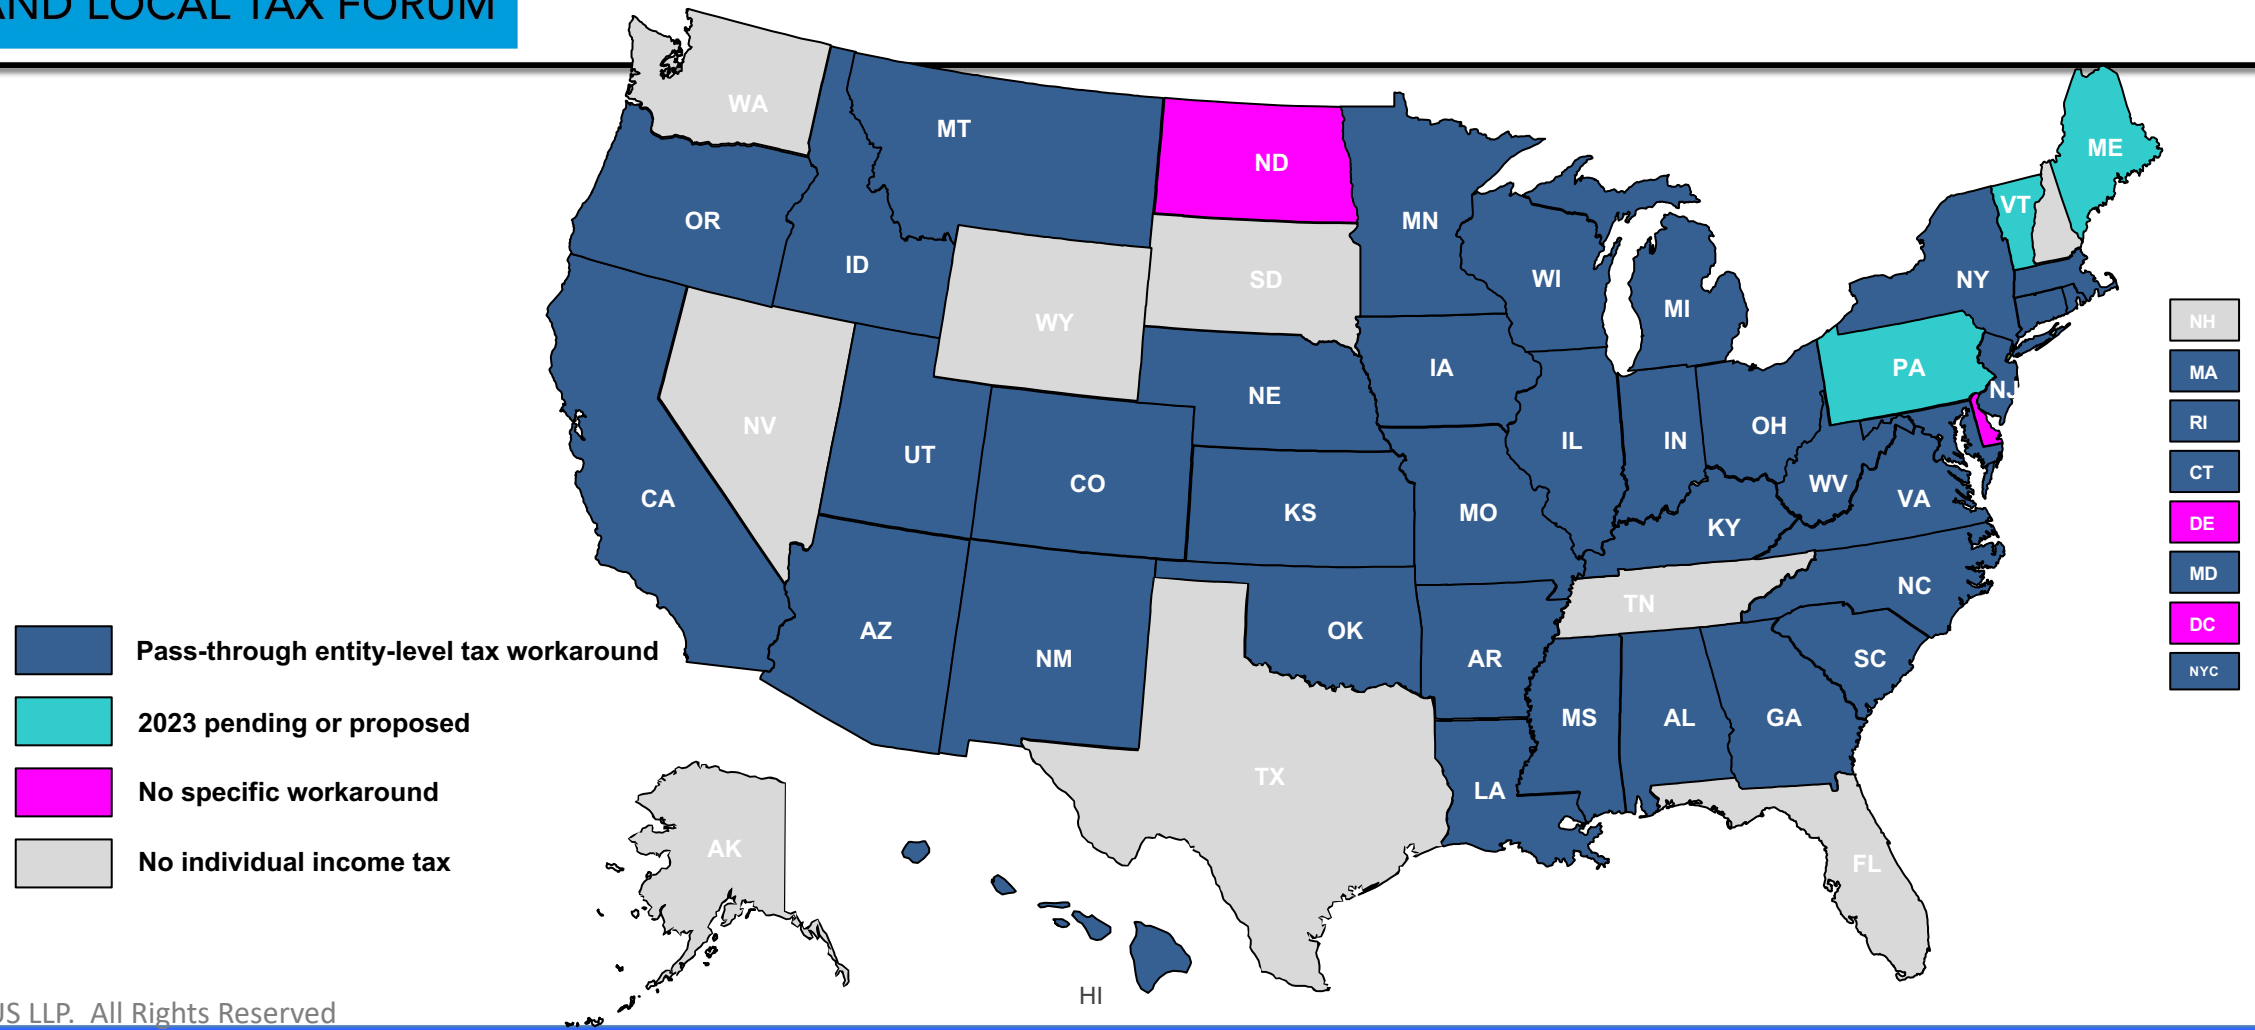 AND LOCAL TAX FORUM
WA
MT
ND
ME
VT
OR
MN
ID
SD
WI
NY
MI
WY
NH
IA
PA
MA
NE
NJ
NV
RI
UT
IL
IN
OH
CO
CT
CA
KS
MO
WV
VA
KY
DE
MD
NC
TN
AZ
OK
DC
NM
AR
SC
NYC
MS
AL
GA
TX
LA
AK
FL
HI
Pass-through entity-level tax workaround
2023 pending or proposed
No specific workaround
No individual income tax
US LLP. All Rights Reserved